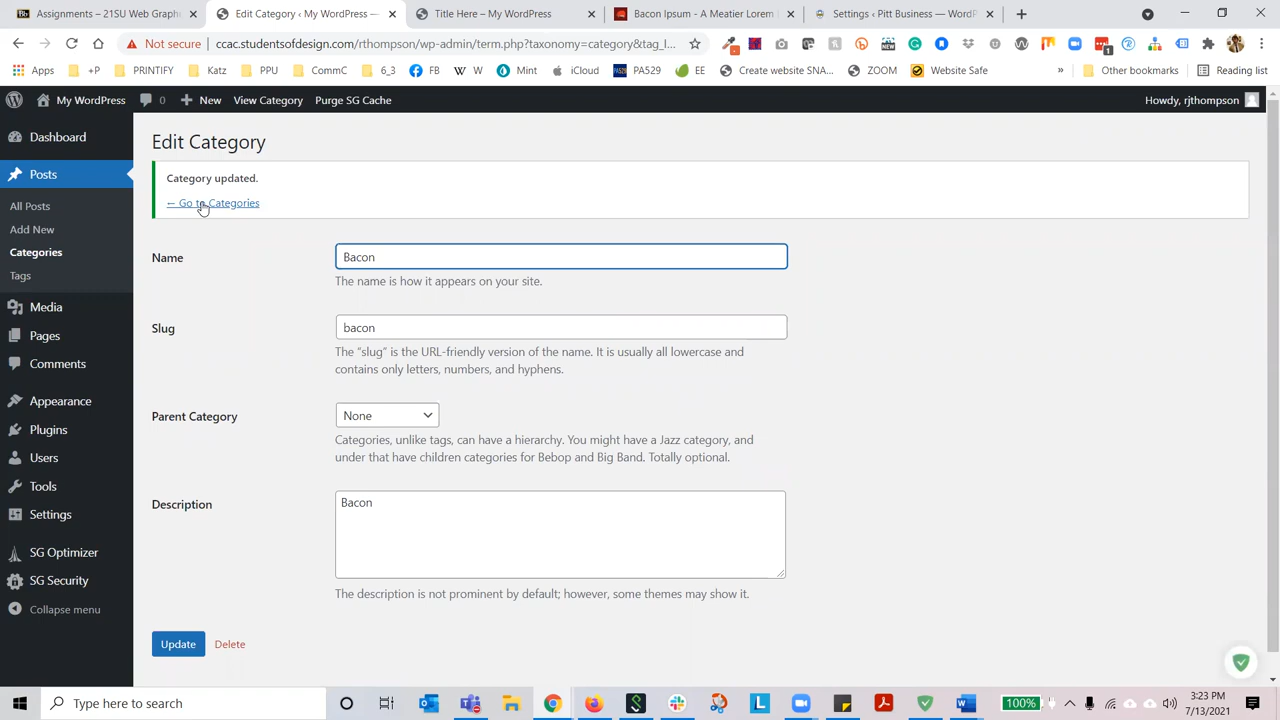 Assignments – 21SU Web Graph
Edit Category ‹ My WordPress —
Title Here – My WordPress
Bacon Ipsum - A Meatier Lorem I
Settings ‹ Pitt Business — WordP
Not secure
ccac.studentsofdesign.com/rthompson/wp-admin/term.php?taxonomy=category&tag_I...
Apps
+P
PRINTIFY
Katz
PPU
CommC
6_3
FB
Wiki
Mint
iCloud
PA529
EE
Create website SNA...
ZOOM
Website Safe
»
Other bookmarks
Reading list
My WordPress
0
New
View Category
Purge SG Cache
Howdy, rjthompson
Dashboard
Posts
All Posts
Add New
Categories
Tags
Media
Pages
Comments
Appearance
Plugins
Users
Tools
Settings
SG Optimizer
SG Security
Collapse menu
Edit Category
Category updated.
← Go to Categories
Name
Bacon
The name is how it appears on your site.
Slug
bacon
The “slug” is the URL-friendly version of the name. It is usually all lowercase and
contains only letters, numbers, and hyphens.
Parent Category
None
Categories, unlike tags, can have a hierarchy. You might have a Jazz category, and
under that have children categories for Bebop and Big Band. Totally optional.
Description
Bacon
The description is not prominent by default; however, some themes may show it.
Update
Delete
Type here to search
100%
3:23 PM
7/13/2021